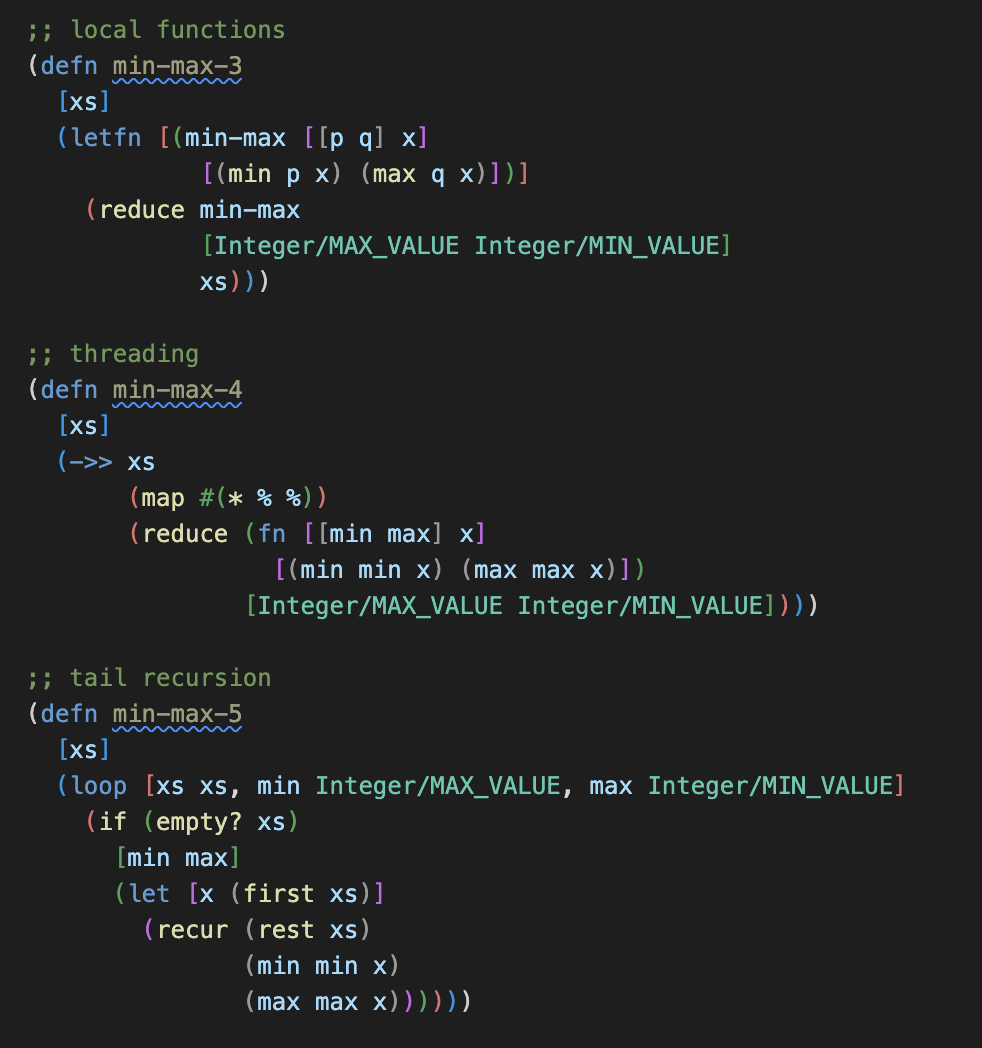 ;; local functions
(defn min-max-3
  [xs]
  (letfn [(min-max [[p q] x]
            [(min p x) (max q x)])]
    (reduce min-max
            [Integer/MAX_VALUE Integer/MIN_VALUE]
            xs)))

;; threading
(defn min-max-4
  [xs]
  (->> xs
       (map #(* % %))
       (reduce (fn [[min max] x]
                 [(min min x) (max max x)])
               [Integer/MAX_VALUE Integer/MIN_VALUE])))

;; tail recursion
(defn min-max-5
  [xs]
  (loop [xs xs, min Integer/MAX_VALUE, max Integer/MIN_VALUE]
    (if (empty? xs)
      [min max]
      (let [x (first xs)]
        (recur (rest xs)
               (min min x)
               (max max x))))))